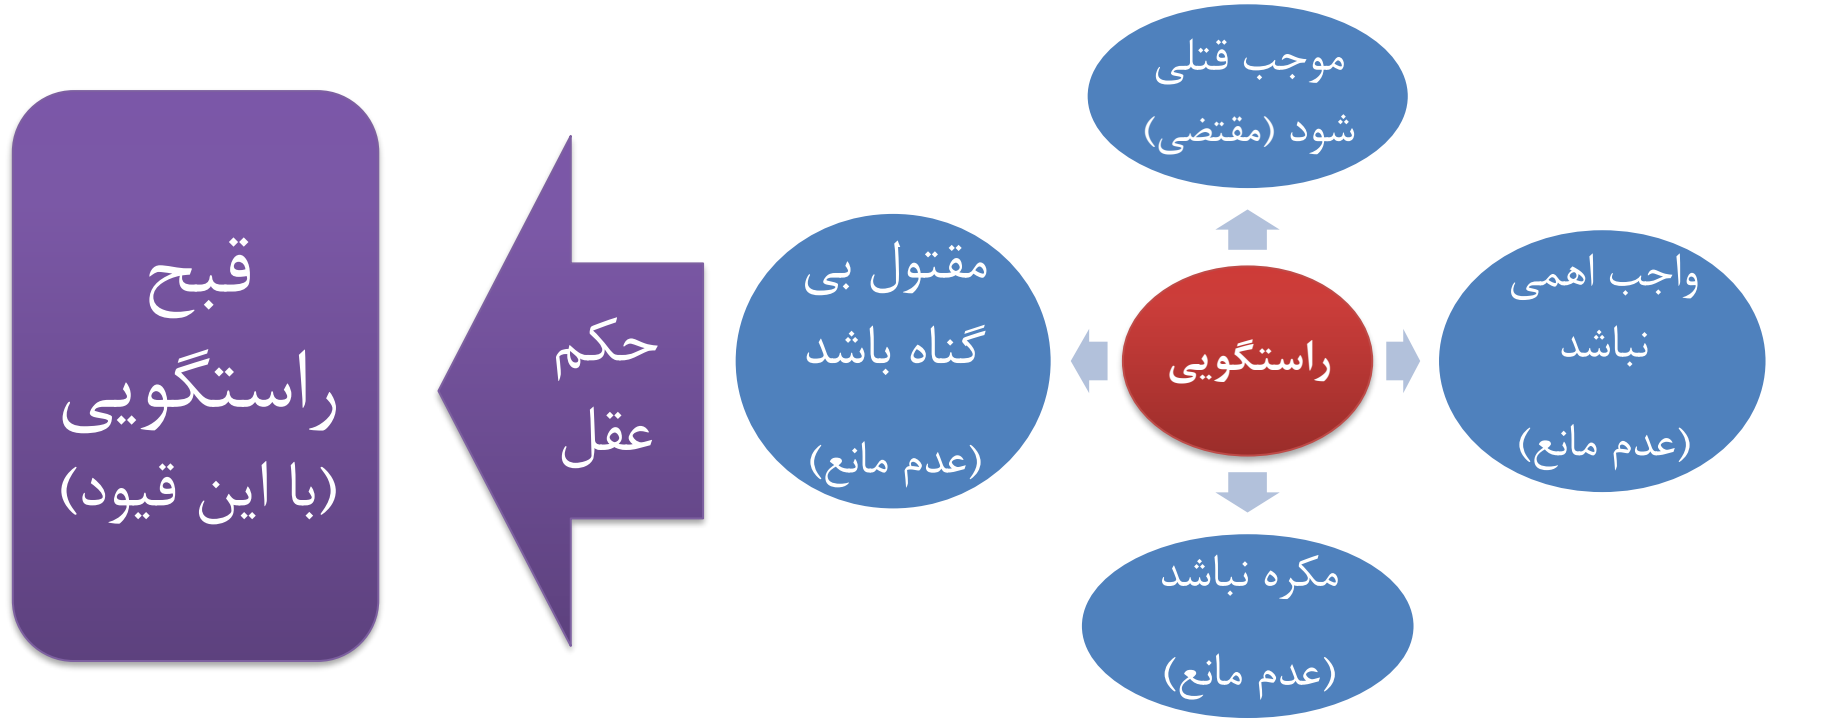 موجب قتلی
شود (مقتضی)
واجب اهمی
نباشد
(عدم مانع)
راستگویی
مقتول بی
گناه باشد
(عدم مانع)
مکره نباشد
(عدم مانع)
حکم
عقل
قبح
راستگویی
(با این قیود)